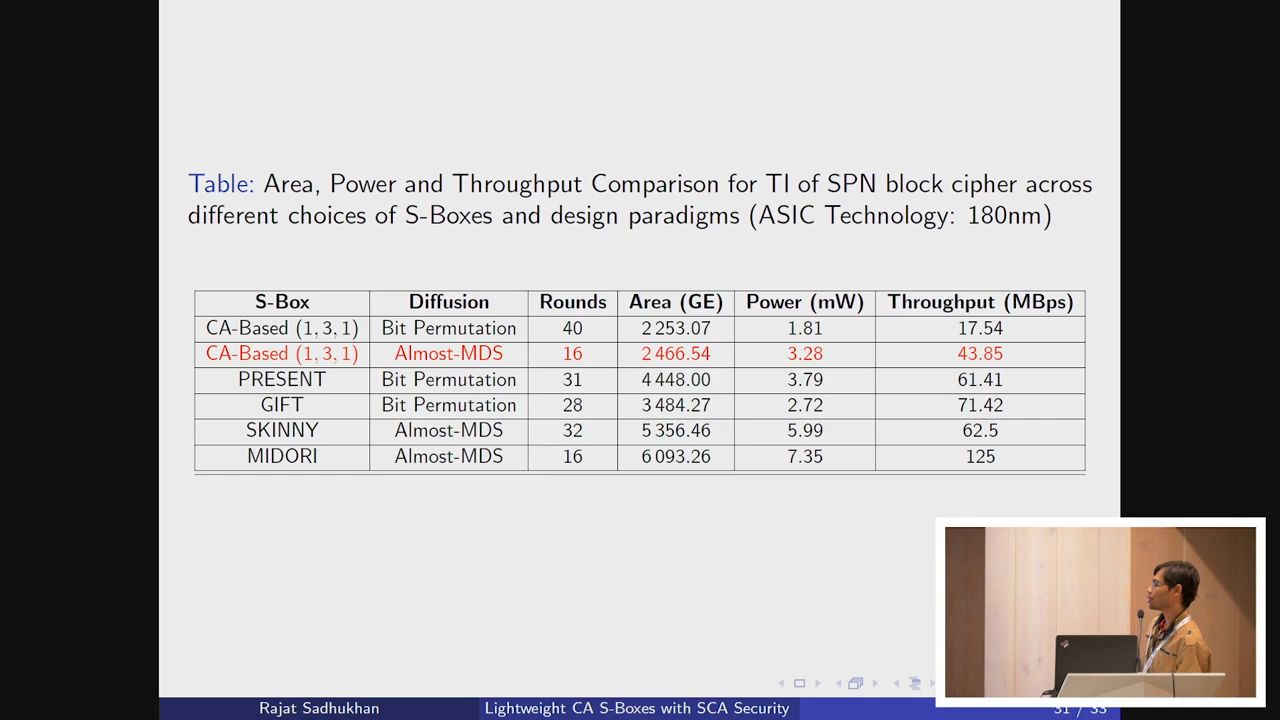 Table: Area, Power and Throughput Comparison for TI of SPN block cipher across
different choices of S-Boxes and design paradigms (ASIC Technology: 180nm)
S-Box Diffusion Rounds Area (GE) Power (mW) Throughput (MBps)
CA-Based (1, 3, 1) Bit Permutation 40 2 253.07 1.81 17.54
CA-Based (1, 3, 1) Almost-MDS 16 2 466.54 3.28 43.85
PRESENT Bit Permutation 31 4 448.00 3.79 61.41
GIFT Bit Permutation 28 3 484.27 2.72 71.42
SKINNY Almost-MDS 32 5 356.46 5.99 62.5
MIDORI Almost-MDS 16 6 093.26 7.35 125
Rajat Sadhukhan Lightweight CA S-Boxes with SCA Security 31 / 33